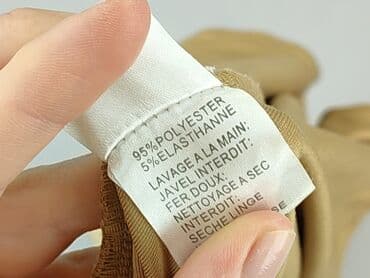 95% POLYESTER
5% ELASTHANNE
LAVAGE A LA MAIN:
JAVEL INTERDIT:
FER DOUX:
NETTOYAGE A SEC
INTERDIT:
SECHE LINGE